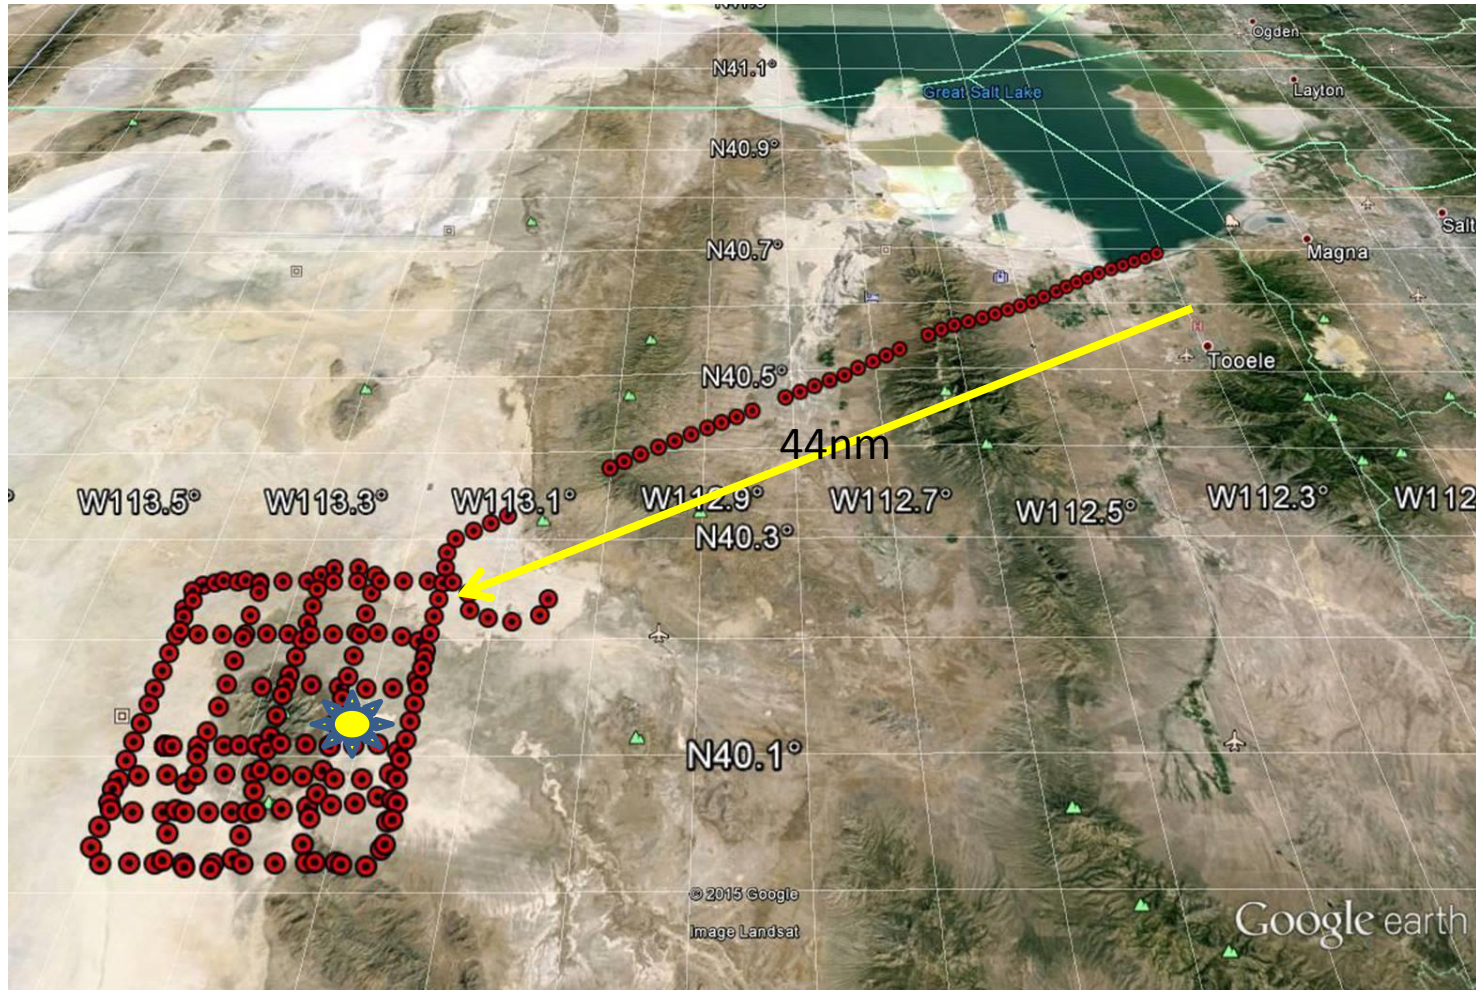 Ogden
N41.1°
Layton
Great Salt Lake
N40.9°
Salt
N40.7°
Magna
H
Tooele
N40.5°
44nm
W113.5°
W113.3°
W113.1°
W112.9°
W112.7°
W112.5°
W112.3°
W112
N40.3°
N40.1°
© 2015 Google
Image Landsat
Google earth